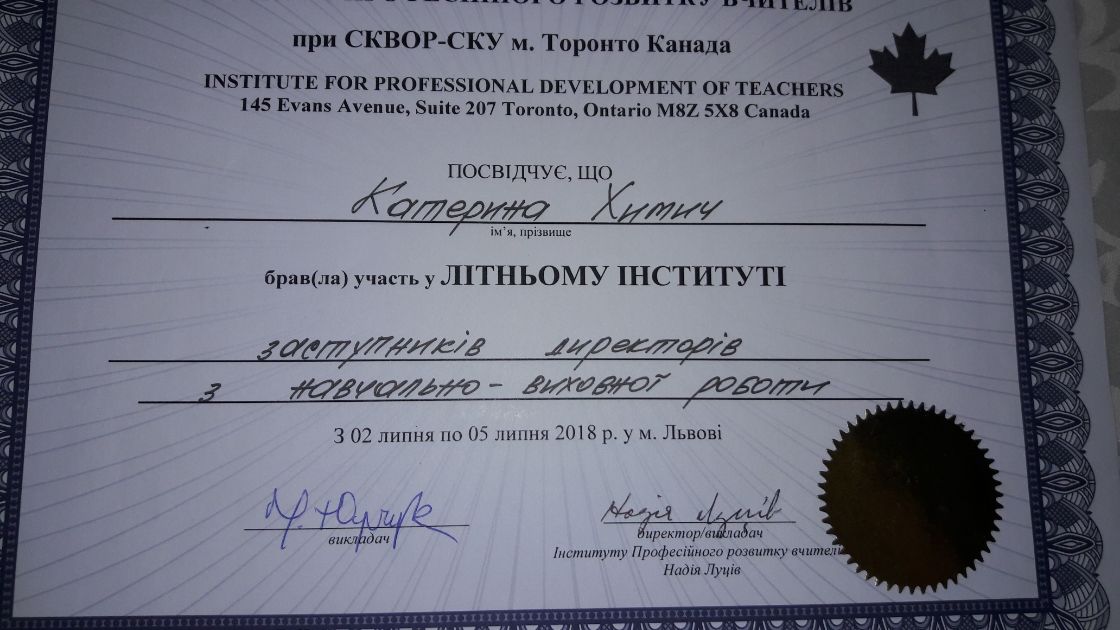 РОЗВИТКУ ВЧИТЕЛІВ
при СКВОР-СКУ м. Торонто Канада
INSTITUTE FOR PROFESSIONAL DEVELOPMENT OF TEACHERS
145 Evans Avenue, Suite 207 Toronto, Ontario M8Z 5X8 Canada
ПОСВІДЧУЄ, ЩО
Катерина Химич
ім’я, прізвище
брав(ла) участь у ЛІТНЬОМУ ІНСТИТУТІ
заступників директорів
з навчально-виховної роботи
З 02 липня по 05 липня 2018 р. у м. Львові
Надія Луців
викладач
директор/викладач
Інституту Професійного розвитку
Надія Луців